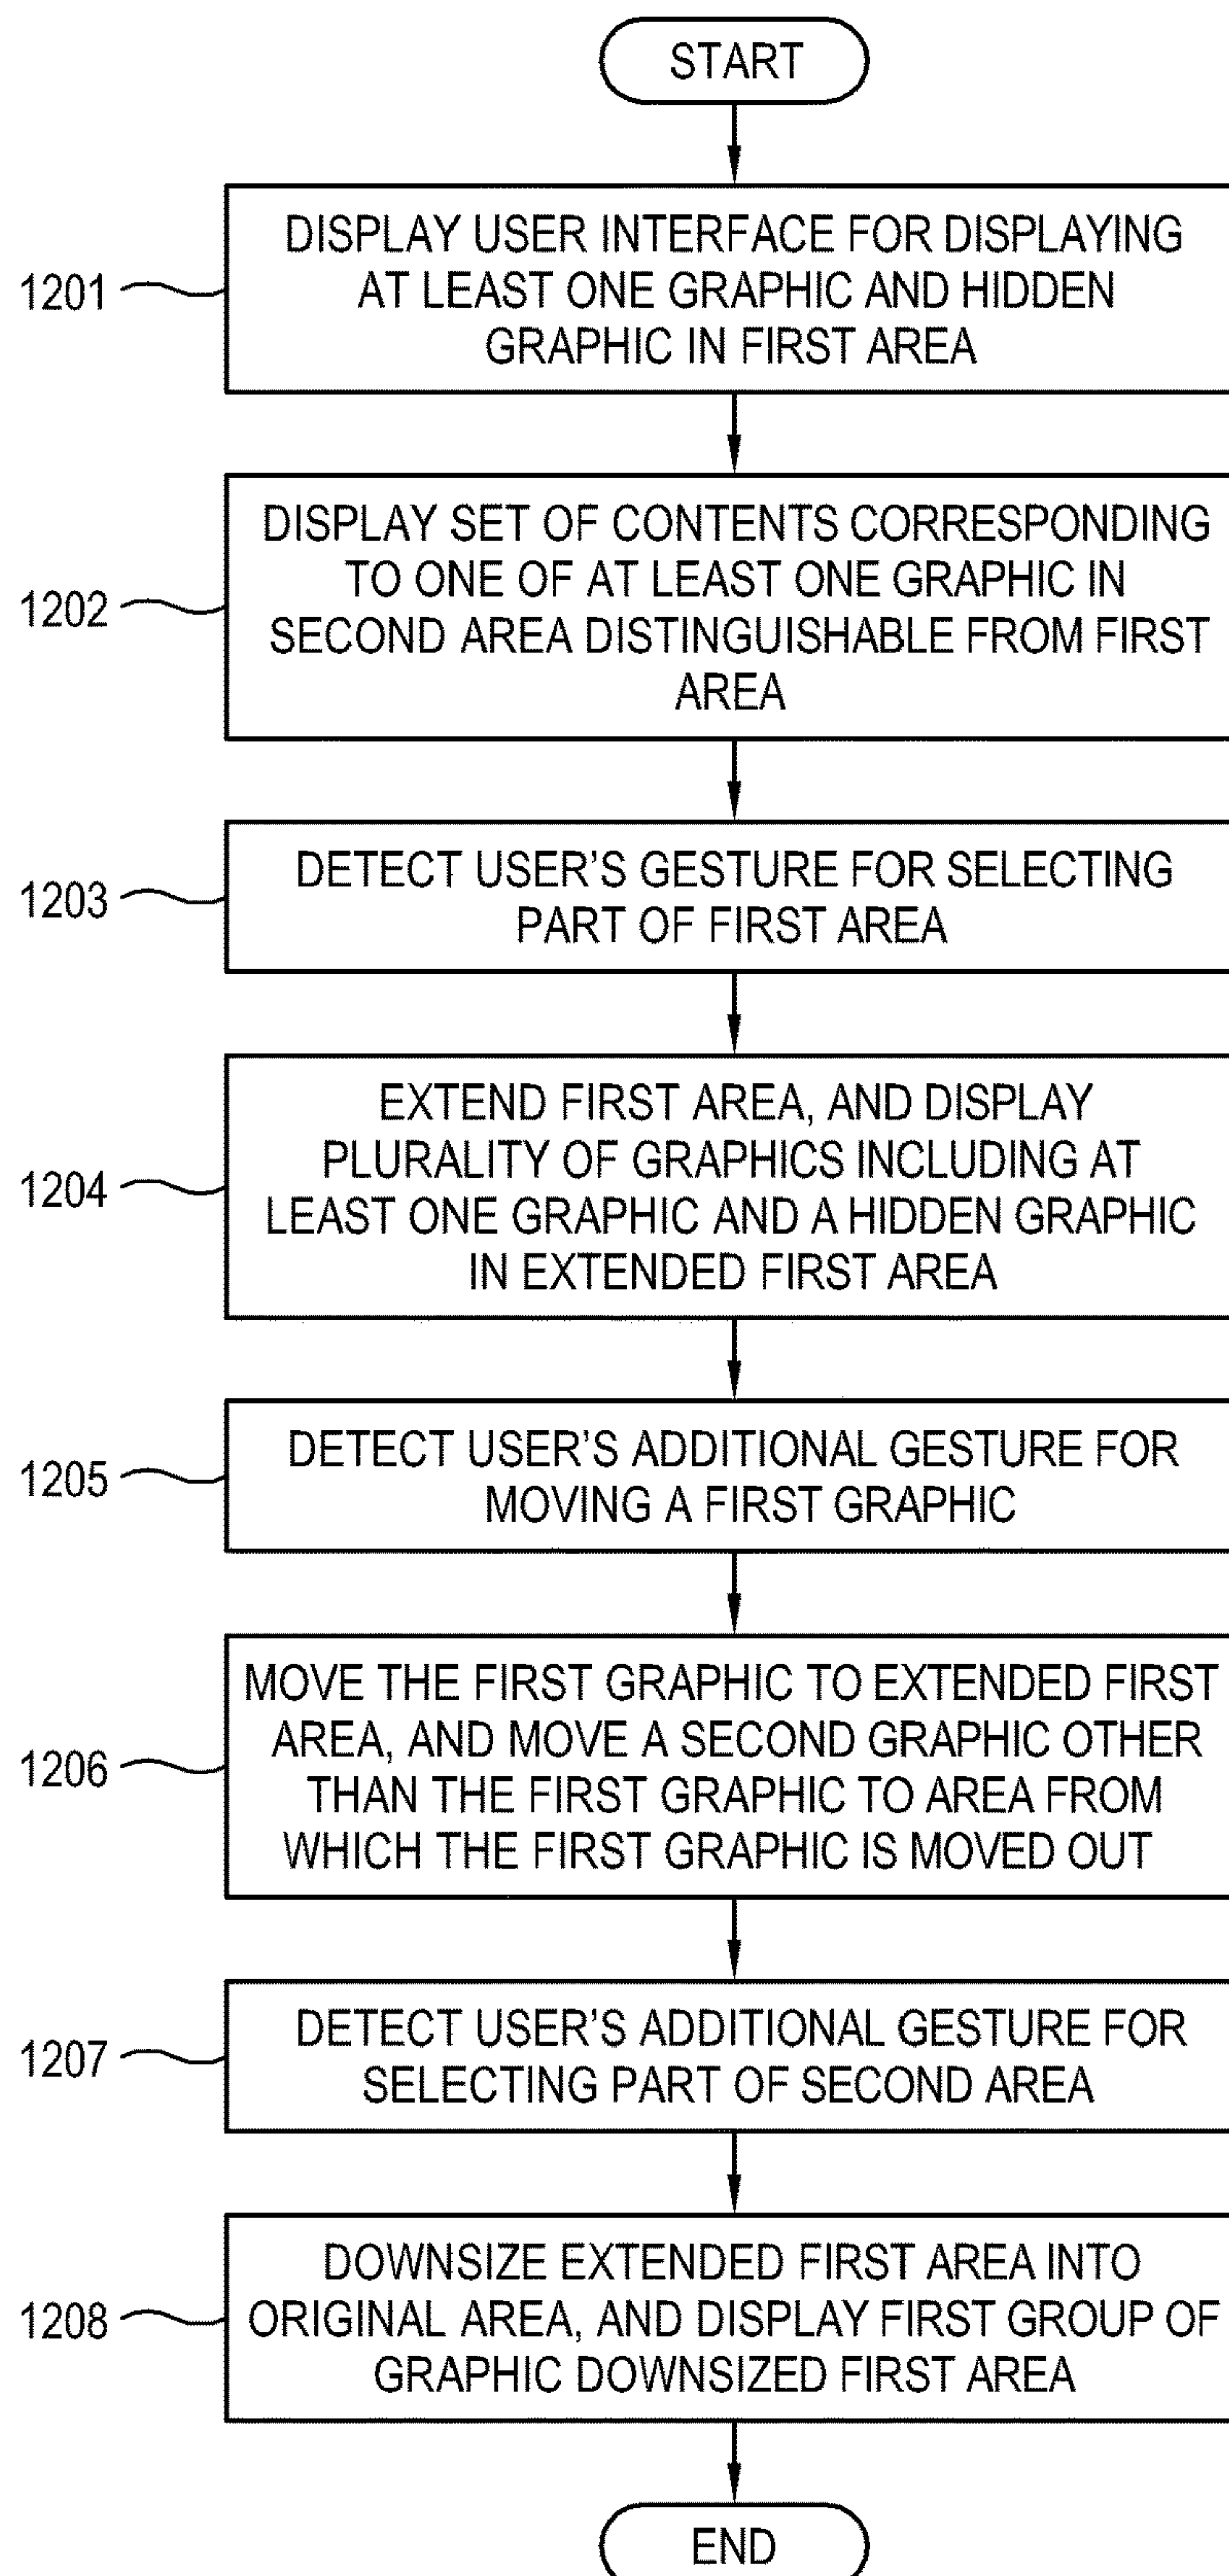 START
DISPLAY USER INTERFACE FOR DISPLAYING
AT LEAST ONE GRAPHIC AND HIDDEN
GRAPHIC IN FIRST AREA
1201
DISPLAY SET OF CONTENTS CORRESPONDING
TO ONE OF AT LEAST ONE GRAPHIC IN
SECOND AREA DISTINGUISHABLE FROM FIRST
AREA
1202
DETECT USER'S GESTURE FOR SELECTING
PART OF FIRST AREA
1203
EXTEND FIRST AREA, AND DISPLAY
PLURALITY OF GRAPHICS INCLUDING AT
LEAST ONE GRAPHIC AND A HIDDEN GRAPHIC
IN EXTENDED FIRST AREA
1204
DETECT USER'S ADDITIONAL GESTURE FOR
MOVING A FIRST GRAPHIC
1205
MOVE THE FIRST GRAPHIC TO EXTENDED FIRST
AREA, AND MOVE A SECOND GRAPHIC OTHER
THAN THE FIRST GRAPHIC TO AREA FROM
WHICH THE FIRST GRAPHIC IS MOVED OUT
1206
DETECT USER'S ADDITIONAL GESTURE FOR
SELECTING PART OF SECOND AREA
1207
DOWNSIZE EXTENDED FIRST AREA INTO
ORIGINAL AREA, AND DISPLAY FIRST GROUP OF
GRAPHIC DOWNSIZED FIRST AREA
1208
END